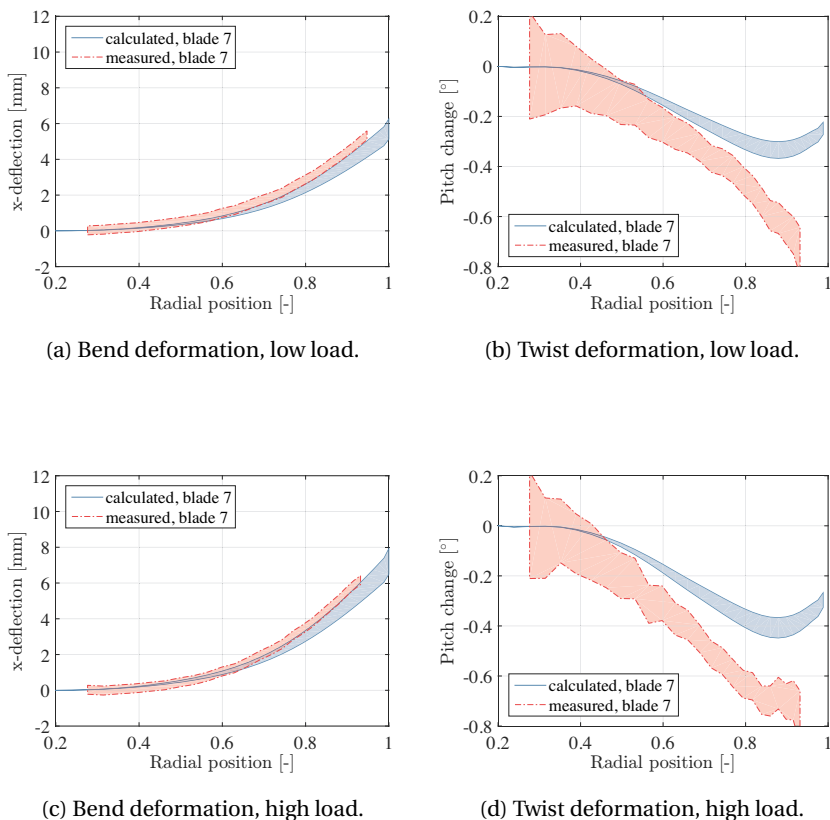 12
10
8
6
4
2
0
-2
x-deflection [mm]
calculated, blade 7
measured, blade 7
0.2 0.4 0.6 0.8 1
Radial position [-]
(a) Bend deformation, low load.
0.2
0
-0.2
-0.4
-0.6
-0.8
Pitch change [°]
calculated, blade 7
measured, blade 7
0.2 0.4 0.6 0.8 1
Radial position [-]
(b) Twist deformation, low load.
12
10
8
6
4
2
0
-2
x-deflection [mm]
calculated, blade 7
measured, blade 7
0.2 0.4 0.6 0.8 1
Radial position [-]
(c) Bend deformation, high load.
0.2
0
-0.2
-0.4
-0.6
-0.8
Pitch change [°]
calculated, blade 7
measured, blade 7
0.2 0.4 0.6 0.8 1
Radial position [-]
(d) Twist deformation, high load.